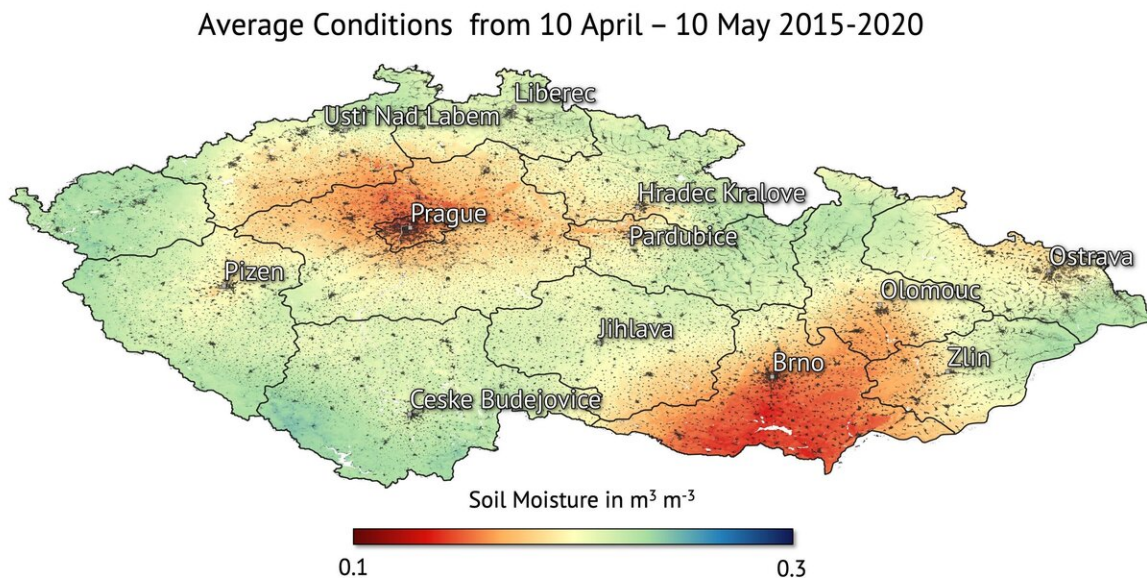 Average Conditions from 10 April – 10 May 2015-2020
Liberec
Usti Nad Labem
Hradec Kralove
Prague
Pardubice
Ostrava
Pizen
Olomouc
Jihlava
Zlin
Brno
Ceske Budejovice
Soil Moisture in m³ m⁻³
0.1
0.3